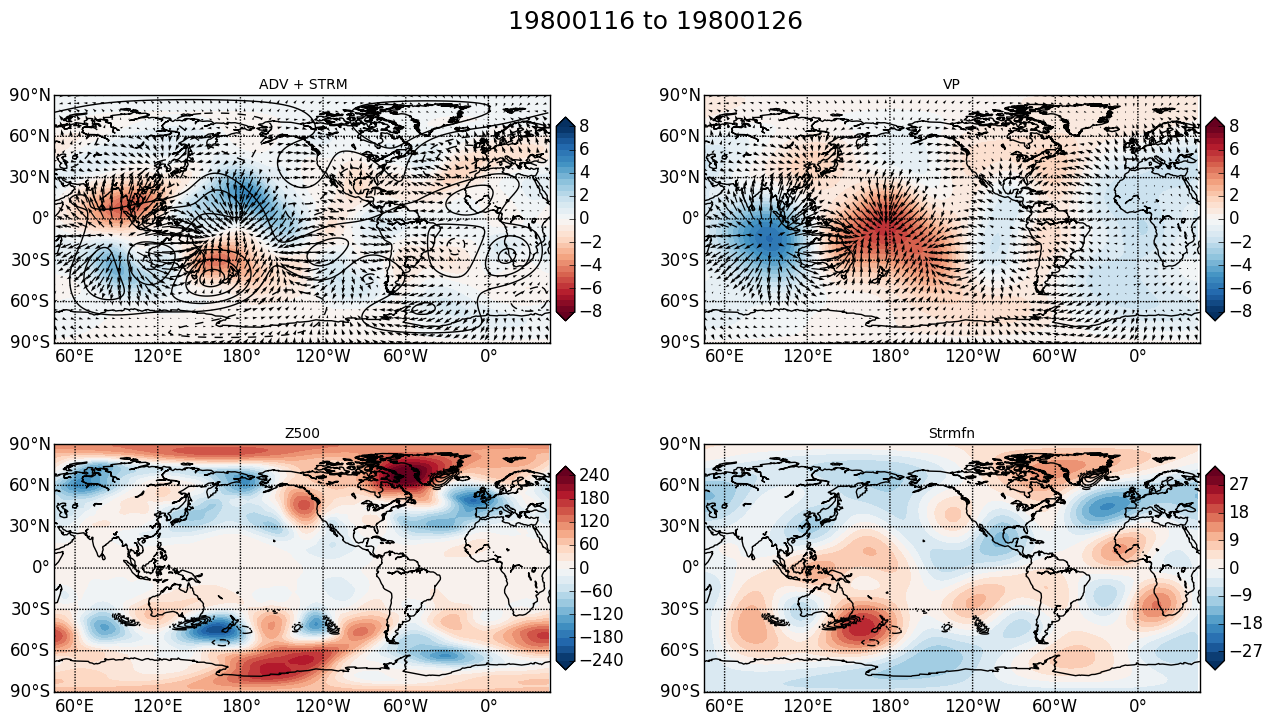 19800116 to 19800126
ADV + STRM
90°N
60°N
30°N
0°
30°S
60°S
90°S
60°E 120°E 180° 120°W 60°W 0°
8
6
4
2
0
−2
−4
−6
−8
VP
90°N
60°N
30°N
0°
30°S
60°S
90°S
60°E 120°E 180° 120°W 60°W 0°
8
6
4
2
0
−2
−4
−6
−8
Z500
90°N
60°N
30°N
0°
30°S
60°S
90°S
60°E 120°E 180° 120°W 60°W 0°
240
180
120
60
0
−60
−120
−180
−240
Strmfn
90°N
60°N
30°N
0°
30°S
60°S
90°S
60°E 120°E 180° 120°W 60°W 0°
27
18
9
0
−9
−18
−27